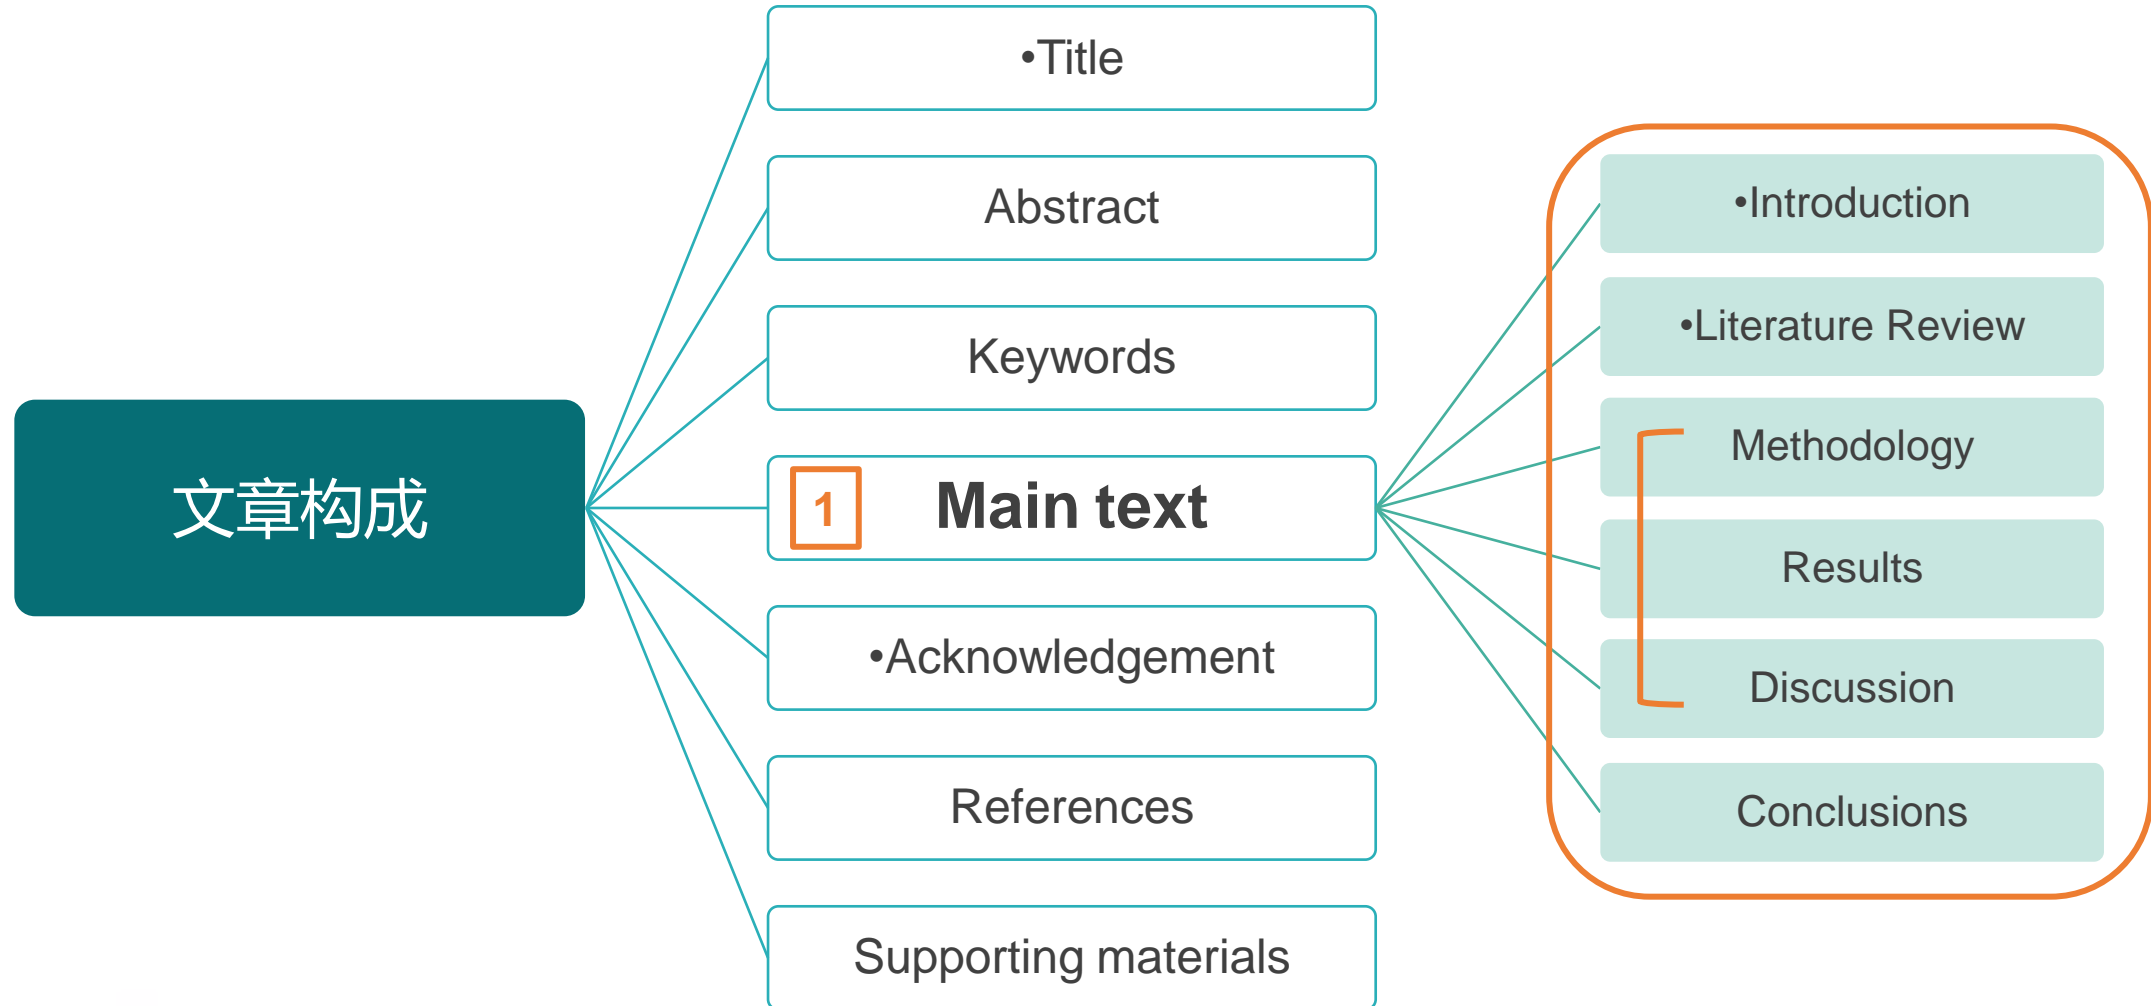 文章构成
•Title
Abstract
Keywords
1 Main text
•Acknowledgement
References
Supporting materials
•Introduction
•Literature Review
Methodology
Results
Discussion
Conclusions